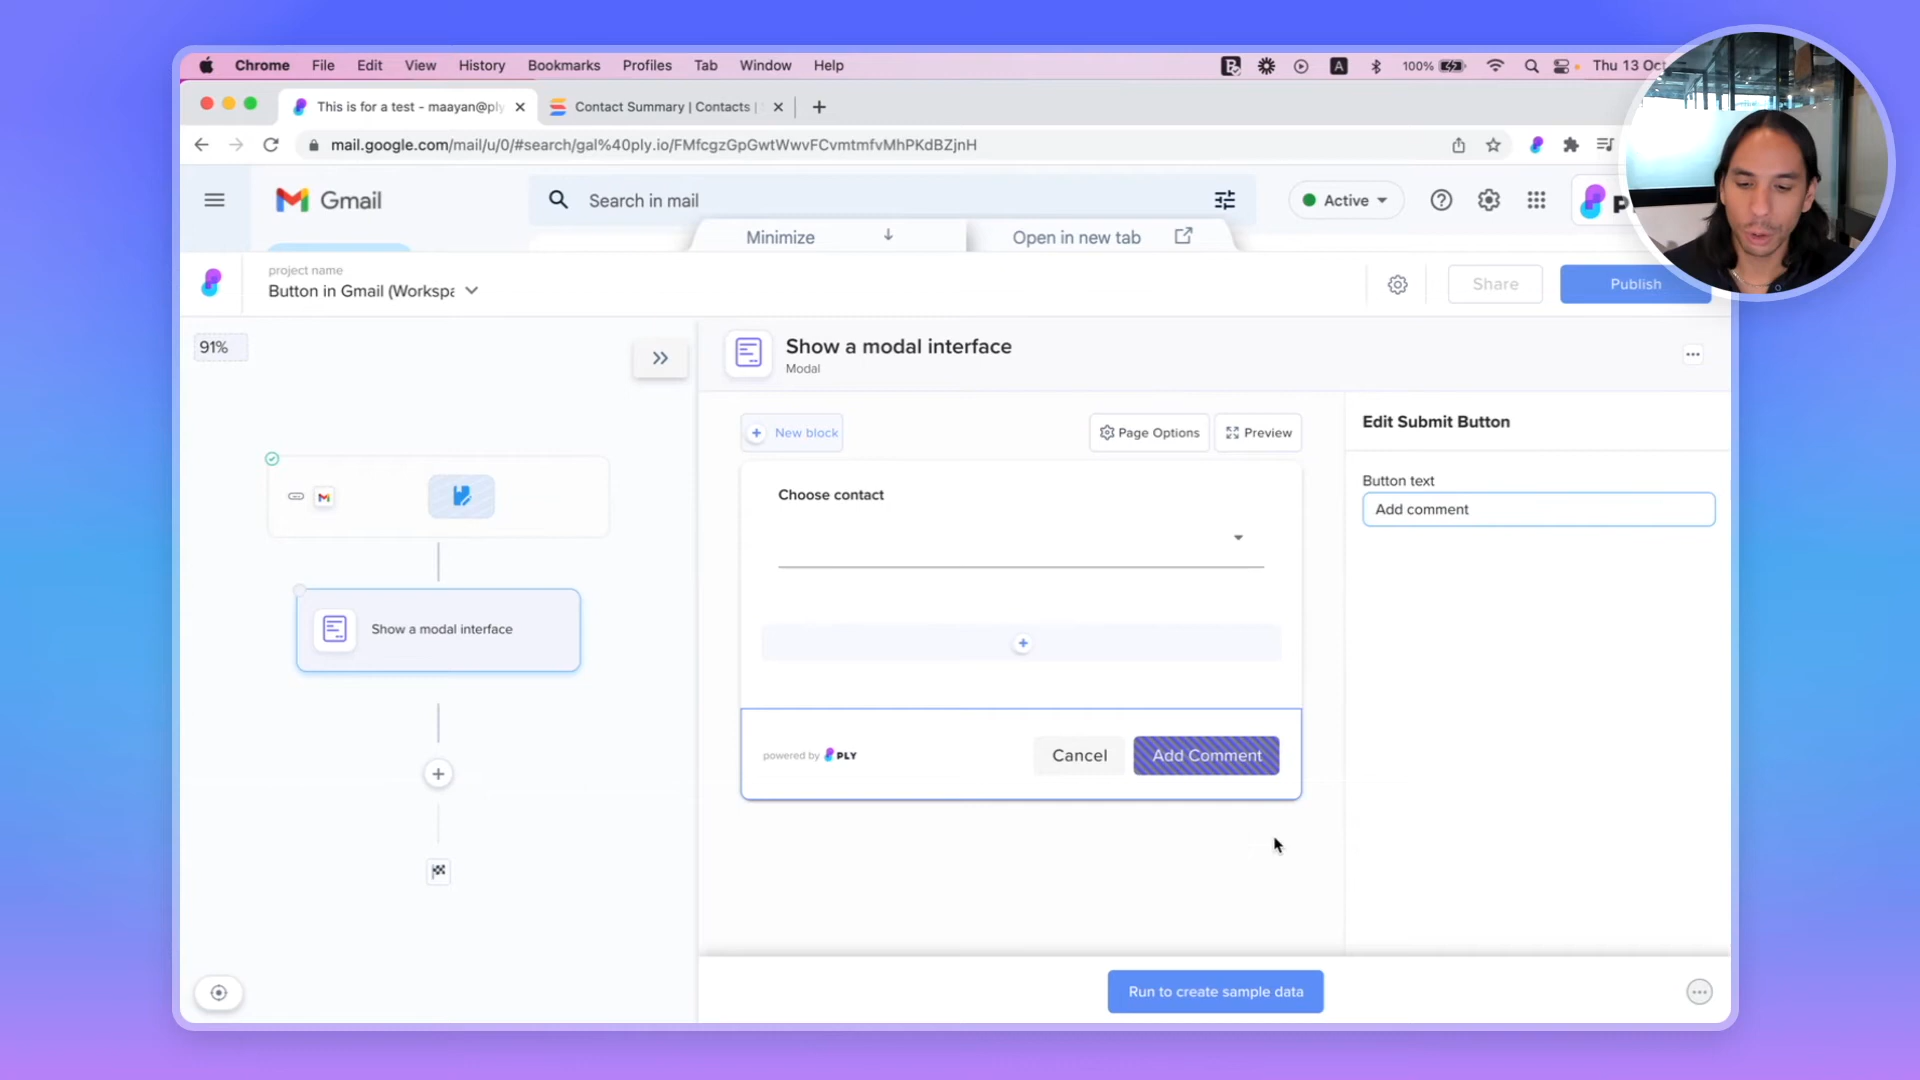 Chrome File Edit View History Bookmarks Profiles Tab Window Help
A 100% Thu 13 Oct
This is for a test - maayan@ply
Contact Summary | Contacts |
mail.google.com/mail/u/0/#search/gal%40ply.io/FMfcgzGpGwtWwvFCvmtmfvMhPKdBZjnH
Gmail
Search in mail
Active
Minimize
Open in new tab
project name
Button in Gmail (Workspa
Share
Publish
91%
Show a modal interface
Modal
New block
Page Options
Preview
Edit Submit Button
Choose contact
Button text
Add comment
Show a modal interface
powered by PLY
Cancel
Add Comment
Run to create sample data